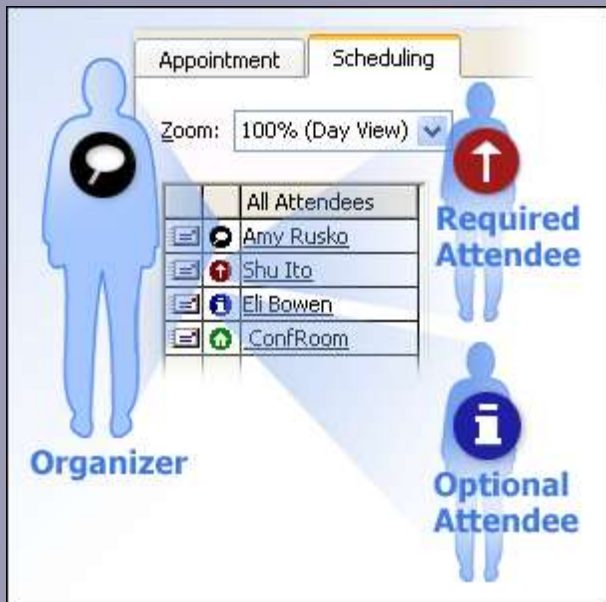 Appointment Scheduling
Zoom: 100% (Day View)
All Attendees
Amy Rusko
Shu Ito
Eli Bowen
ConfRoom
Organizer
Required
Attendee
Optional
Attendee